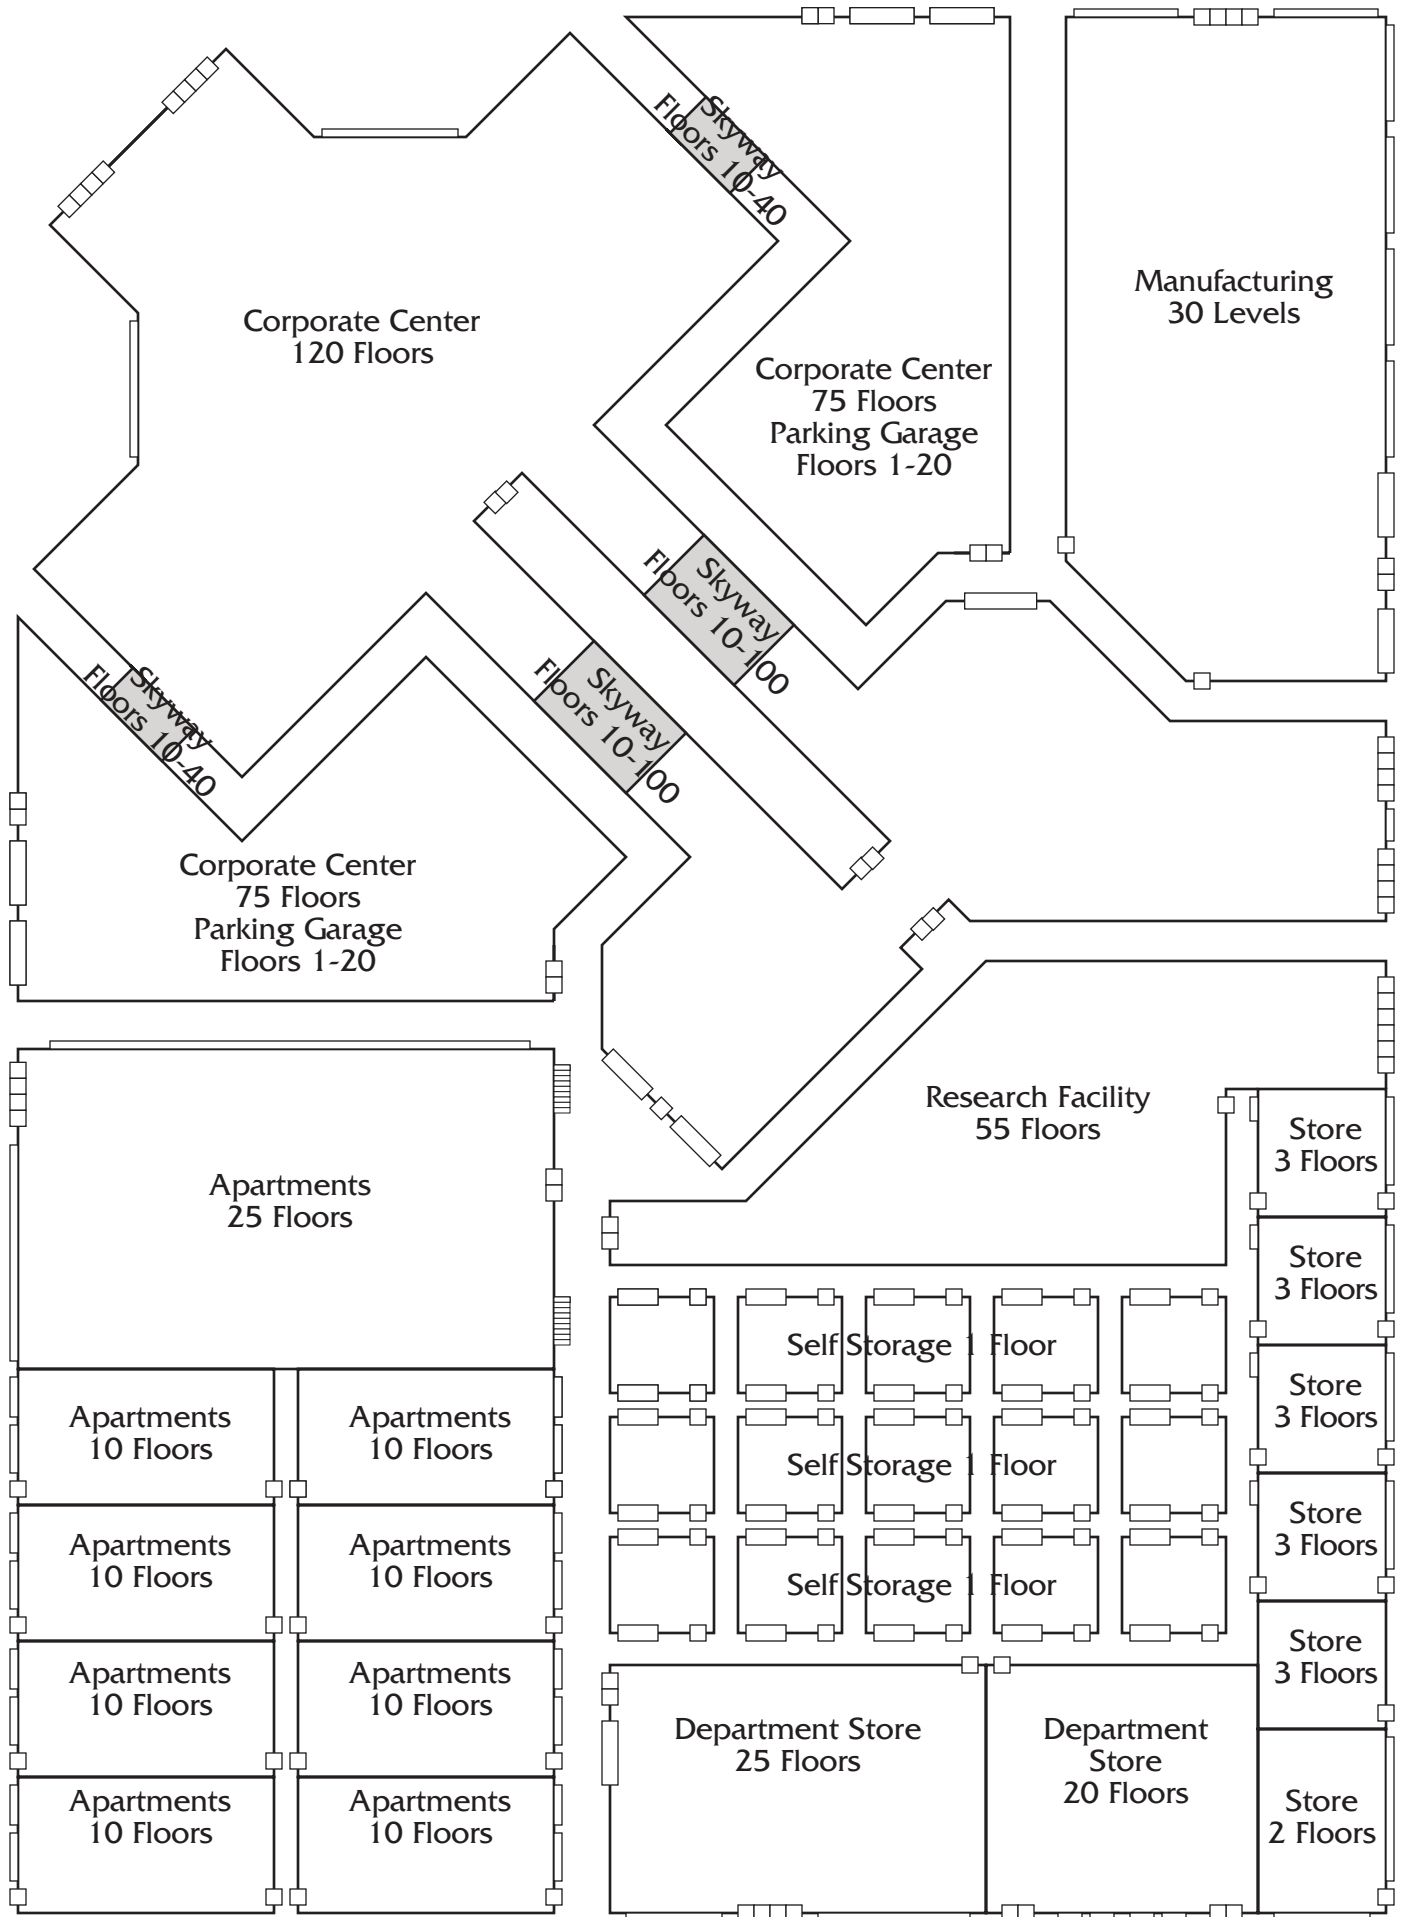 Skyway
Floors 10-40
Manufacturing
30 Levels
Corporate Center
120 Floors
Corporate Center
75 Floors
Parking Garage
Floors 1-20
Skyway
Floors 10-100
Skyway
Floors 10-100
Skyway
Floors 10-40
Corporate Center
75 Floors
Parking Garage
Floors 1-20
Research Facility
55 Floors
Store
3 Floors
Apartments
25 Floors
Store
3 Floors
Self Storage 1 Floor
Store
3 Floors
Apartments
10 Floors
Apartments
10 Floors
Self Storage 1 Floor
Store
3 Floors
Apartments
10 Floors
Apartments
10 Floors
Self Storage 1 Floor
Store
3 Floors
Apartments
10 Floors
Apartments
10 Floors
Department Store
25 Floors
Department
Store
20 Floors
Apartments
10 Floors
Apartments
10 Floors
Store
2 Floors